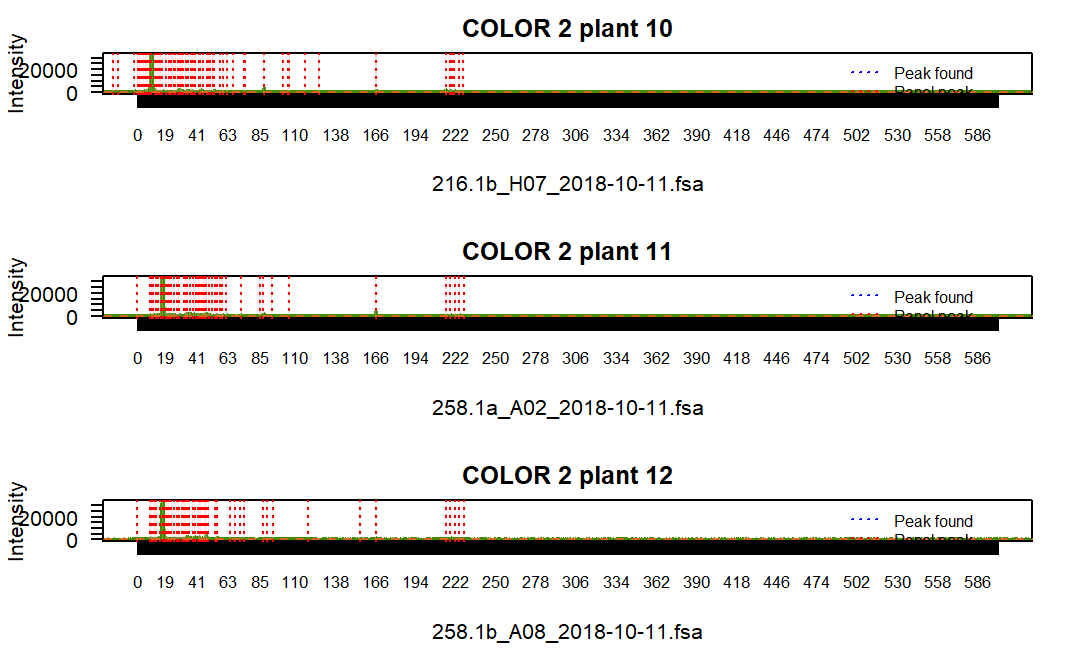 COLOR 2 plant 10
Intensity
20000
0
Peak found
Panel peak
0 19 41 63 85 110 138 166 194 222 250 278 306 334 362 390 418 446 474 502 530 558 586
216.1b_H07_2018-10-11.fsa
COLOR 2 plant 11
Intensity
20000
0
Peak found
Panel peak
0 19 41 63 85 110 138 166 194 222 250 278 306 334 362 390 418 446 474 502 530 558 586
258.1a_A02_2018-10-11.fsa
COLOR 2 plant 12
Intensity
20000
0
Peak found
Panel peak
0 19 41 63 85 110 138 166 194 222 250 278 306 334 362 390 418 446 474 502 530 558 586
258.1b_A08_2018-10-11.fsa